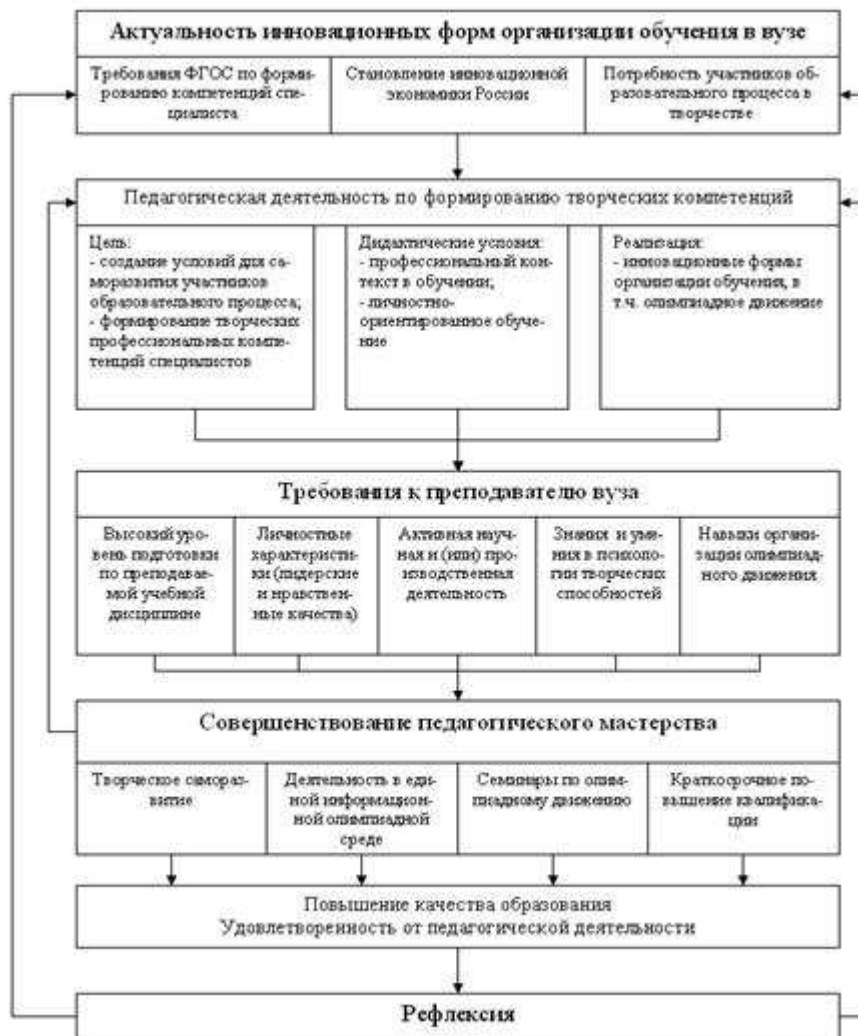 Актуальность инновационных форм организации обучения в вузе
Требования ФГОС по форми-
рованию компетенций спе-
циалиста
Становление инновационной
экономики России
Потребность участников об-
разовательного процесса в
творчестве
Педагогическая деятельность по формированию творческих компетенций
Цель:
- создание условий для са-
моразвития участников
образовательного процесса;
- формирование творческих
профессиональных компе-
тенций специалистов
Дидактические условия:
- профессиональный кон-
текст в обучении;
- личностно-
ориентированное обуче-
ние
Реализация:
- инновационные формы
организации обучения, в
т.ч. олимпиадное движение
Требования к преподавателю вуза
Высокий уро-
вень подготовки
по преподавае-
мой учебной
дисциплине
Личностные
характеристи-
ки (лидерские
и нравствен-
ные качества)
Активная науч-
ная и (или) про-
изводственная
деятельность
Знания и уме-
ния в психоло-
гии творческих
способностей
Навыки органи-
зации олимпиад-
ного движения
Совершенствование педагогического мастерства
Творческое самораз-
витие
Деятельность в еди-
ной информацион-
ной олимпиадной
среде
Семинары по олим-
пиадному движению
Краткосрочное по-
вышение квалифика-
ции
Повышение качества образования
Удовлетворенность от педагогической деятельности
Рефлексия